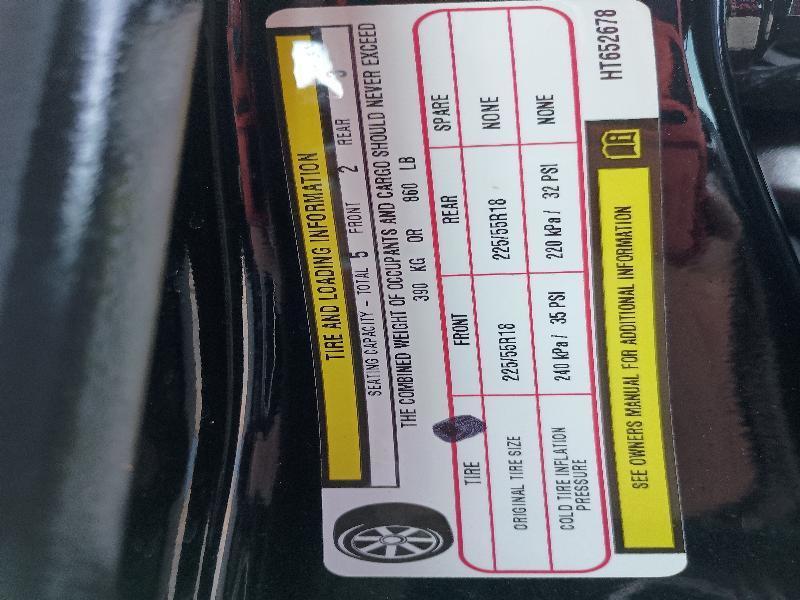 TIRE AND LOADING INFORMATION
SEATING CAPACITY – TOTAL 5 FRONT 2 REAR 3
THE COMBINED WEIGHT OF OCCUPANTS AND CARGO SHOULD NEVER EXCEED
390 KG OR 860 LB
TIRE FRONT REAR SPARE
ORIGINAL TIRE SIZE 225/55R18 225/55R18 NONE
COLD TIRE INFLATION PRESSURE 240 kPa / 35 PSI 220 kPa / 32 PSI NONE
SEE OWNERS MANUAL FOR ADDITIONAL INFORMATION
HT652678